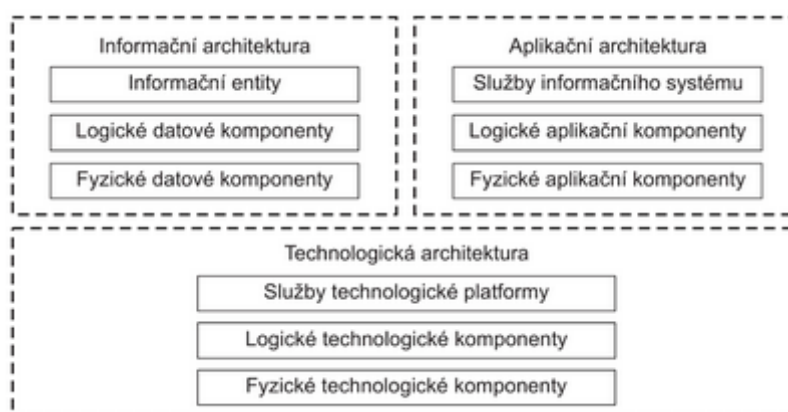 Informační architektura
Informační entity
Logické datové komponenty
Fyzické datové komponenty
Aplikační architektura
Služby informačního systému
Logické aplikační komponenty
Fyzické aplikační komponenty
Technologická architektura
Služby technologické platformy
Logické technologické komponenty
Fyzické technologické komponenty